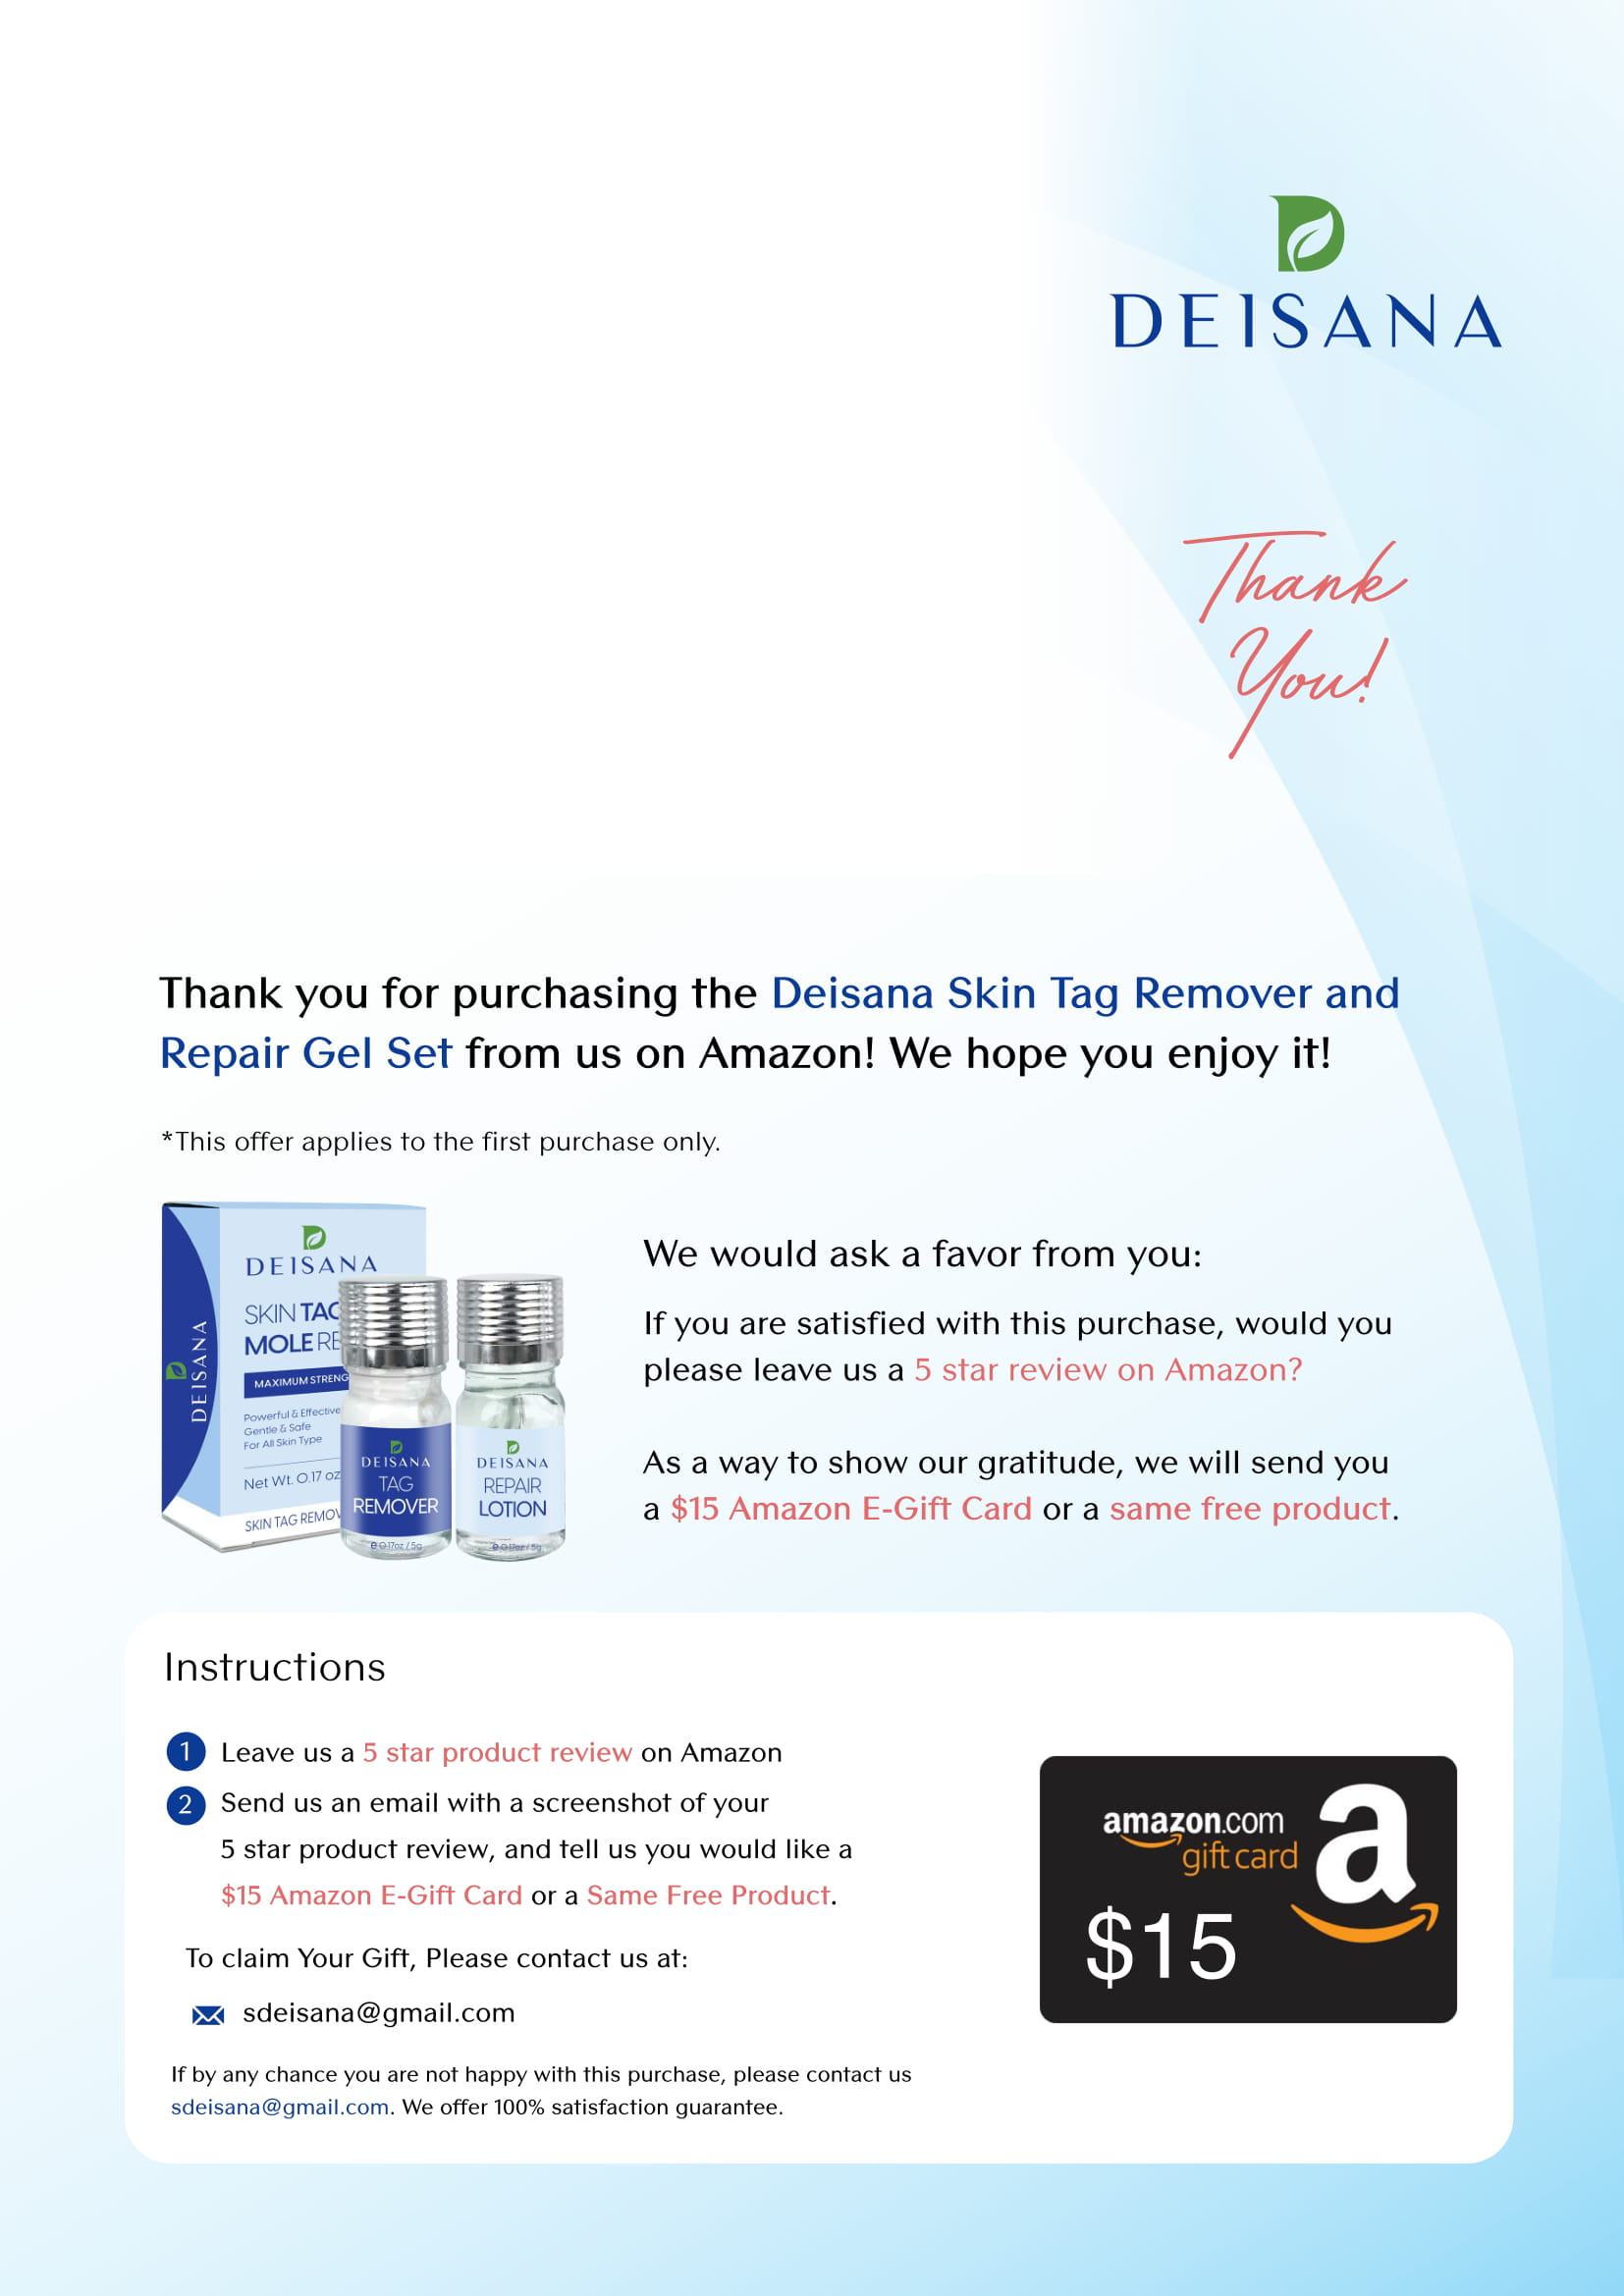 DEISANA
Thank
You!
Thank you for purchasing the Deisana Skin Tag Remover and
Repair Gel Set from us on Amazon! We hope you enjoy it!
*This offer applies to the first purchase only.
DEISANA
DEISANA
SKIN TAG
MOLE RE
MAXIMUM STRENG
Powerful & Effective
Gentle & Safe
For All Skin Type
Net Wt. 0.17 oz
SKIN TAG REMOV
DEISANA
TAG
REMOVER
e 0.17oz / 5g
DEISANA
REPAIR
LOTION
e 0.17oz / 5g
We would ask a favor from you:
If you are satisfied with this purchase, would you
please leave us a 5 star review on Amazon?
As a way to show our gratitude, we will send you
a $15 Amazon E-Gift Card or a same free product.
Instructions
1 Leave us a 5 star product review on Amazon
2 Send us an email with a screenshot of your
5 star product review, and tell us you would like a
$15 Amazon E-Gift Card or a Same Free Product.
To claim Your Gift, Please contact us at:
sdeisana@gmail.com
If by any chance you are not happy with this purchase, please contact us
sdeisana@gmail.com. We offer 100% satisfaction guarantee.
amazon.com
gift card
a
$15